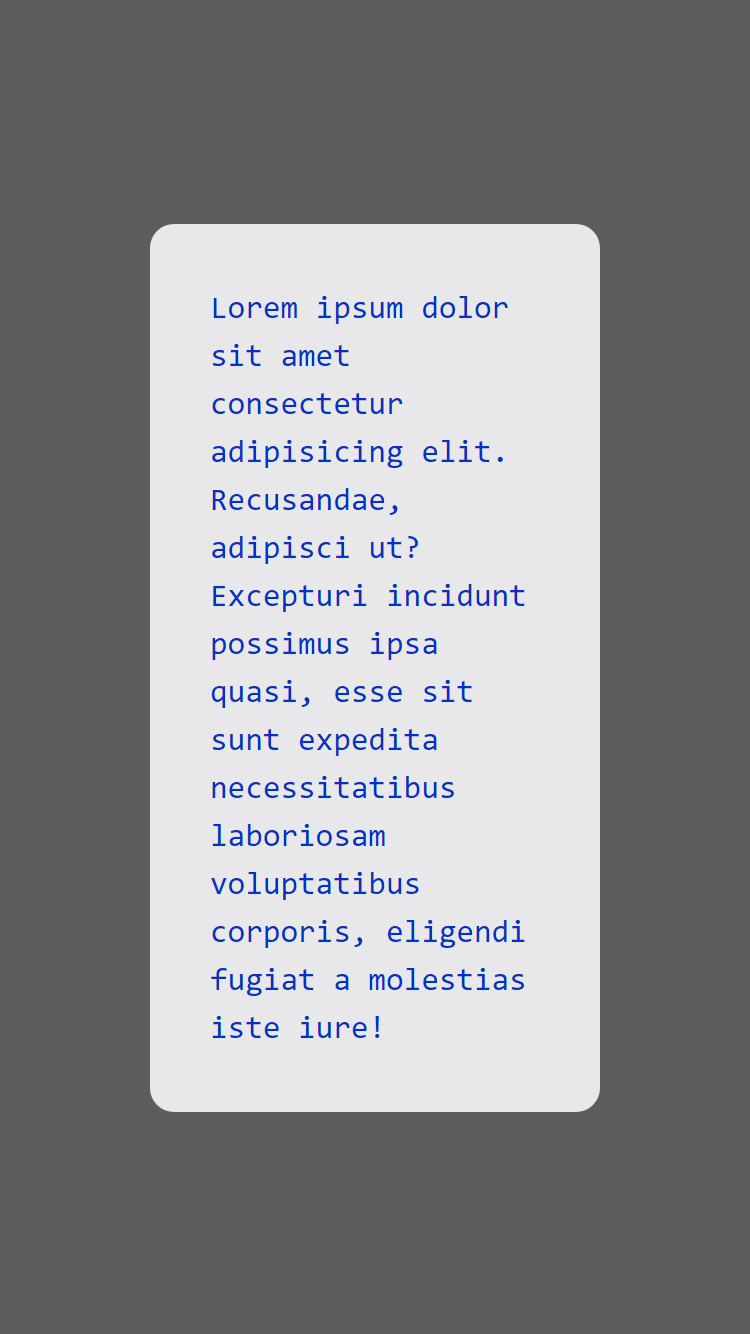 Lorem ipsum dolor
sit amet
consectetur
adipisicing elit.
Recusandae,
adipisci ut?
Excepturi incidunt
possimus ipsa
quasi, esse sit
sunt expedita
necessitatibus
laboriosam
voluptatibus
corporis, eligendi
fugiat a molestias
iste iure!